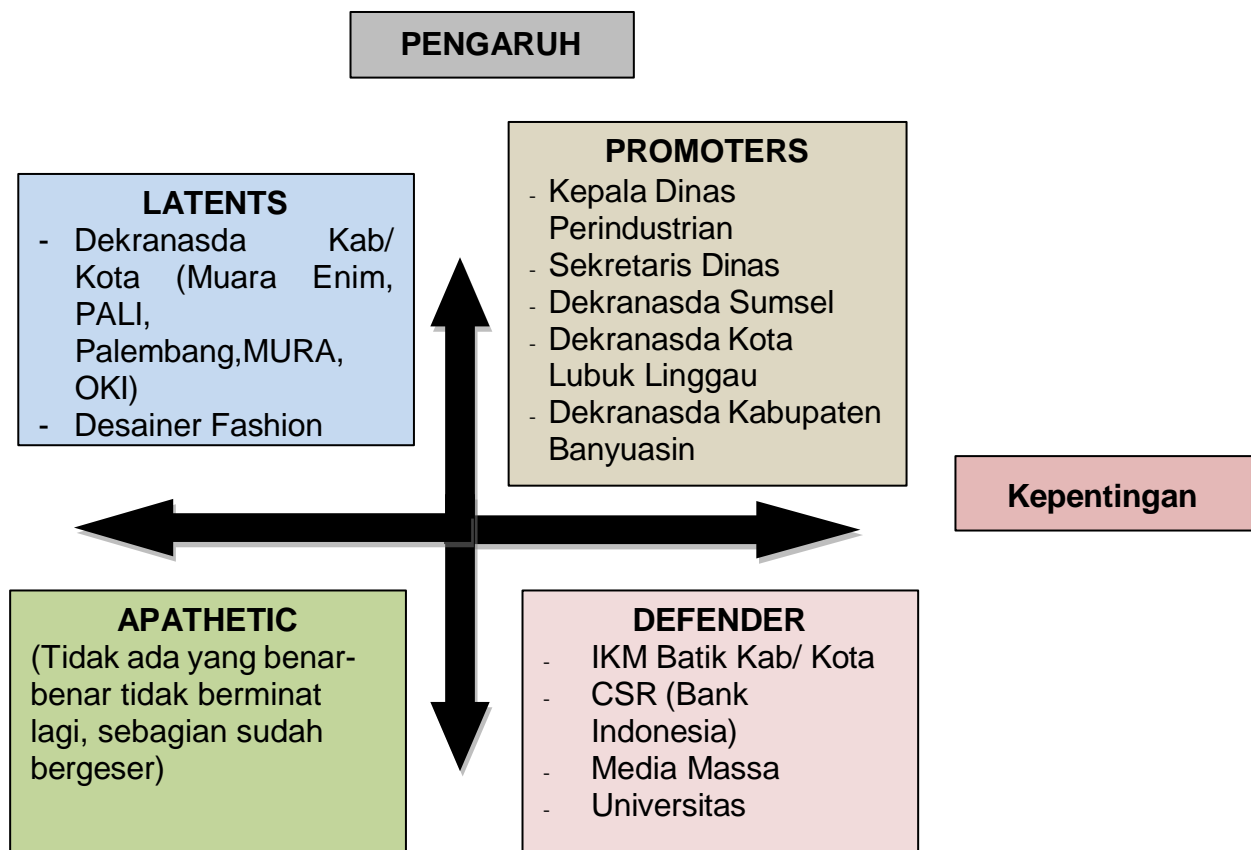 PENGARUH
LATENTS
- Dekranasda Kab/
Kota (Muara Enim,
PALI,
Palembang,MURA,
OKI)
- Desainer Fashion
PROMOTERS
- Kepala Dinas
Perindustrian
- Sekretaris Dinas
- Dekranasda Sumsel
- Dekranasda Kota
Lubuk Linggau
- Dekranasda Kabupaten
Banyuasin
Kepentingan
APATHETIC
(Tidak ada yang benar-
benar tidak berminat
lagi, sebagian sudah
bergeser)
DEFENDER
- IKM Batik Kab/ Kota
- CSR (Bank
Indonesia)
- Media Massa
- Universitas